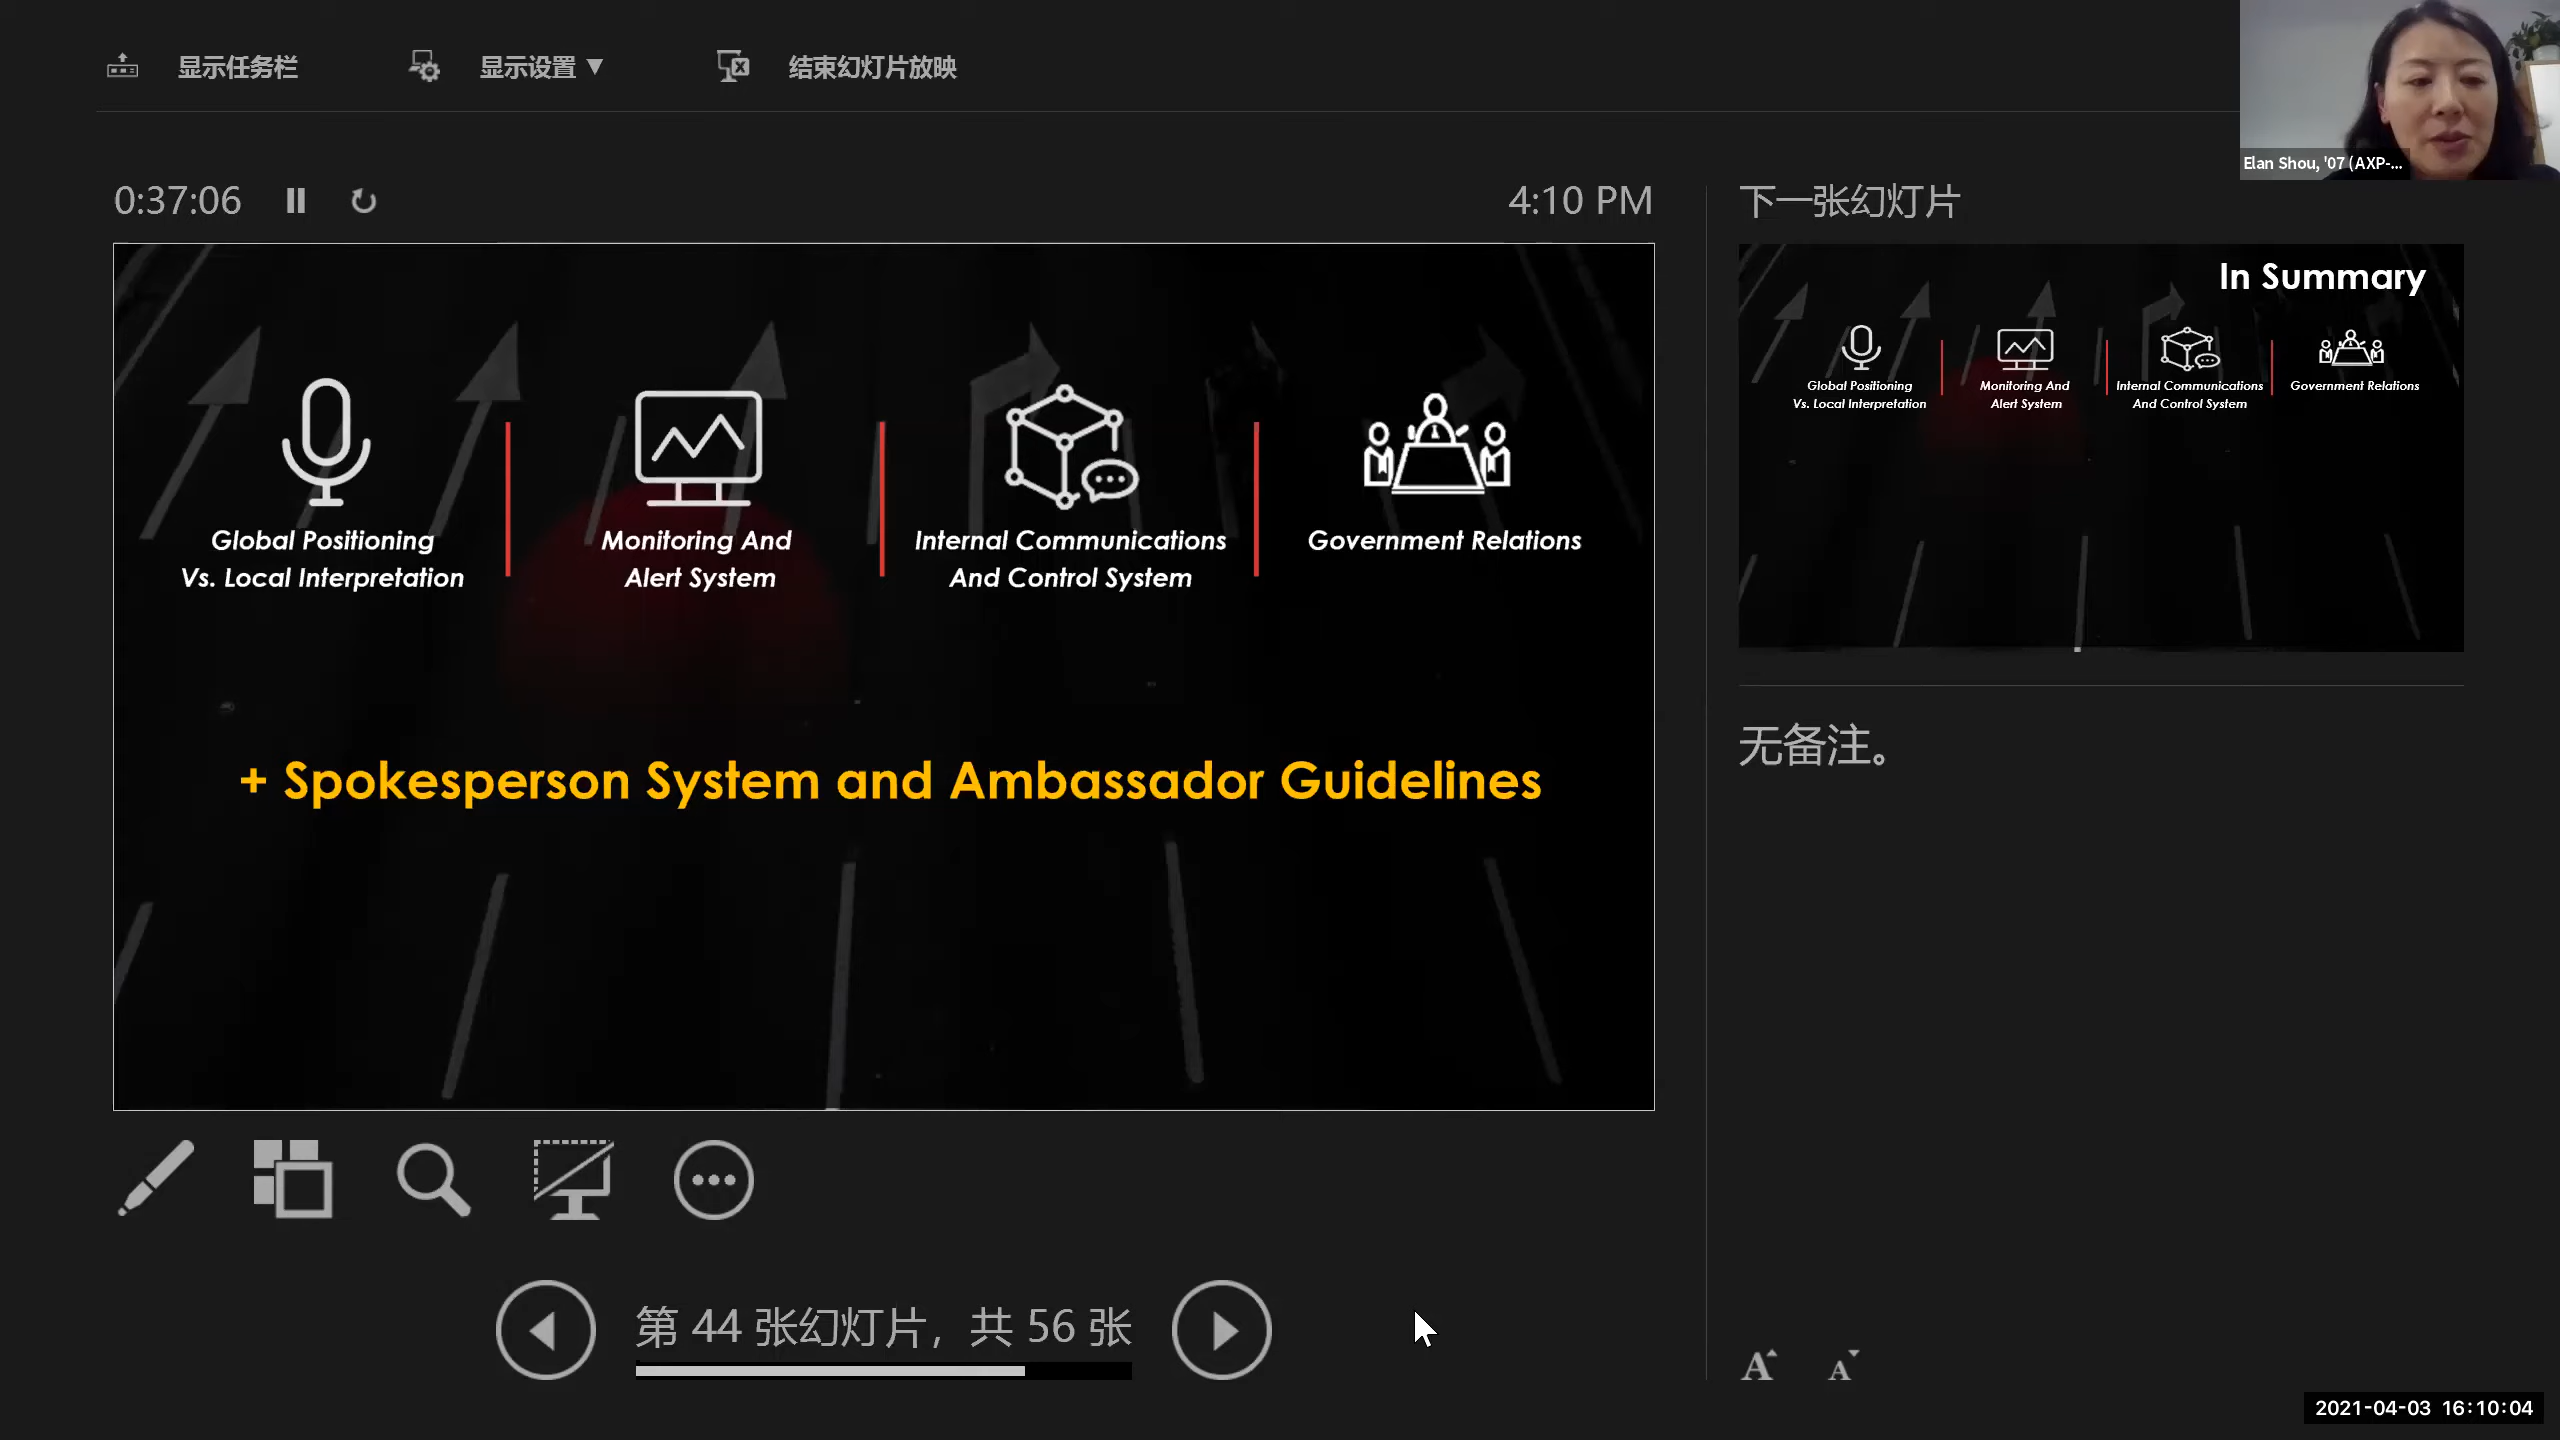 显示任务栏
显示设置 ▼
结束幻灯片放映
Elan Shou, '07 (AXP-...
0:37:06
4:10 PM
下一张幻灯片
Global Positioning
Vs. Local Interpretation
Monitoring And
Alert System
Internal Communications
And Control System
Government Relations
+ Spokesperson System and Ambassador Guidelines
In Summary
Global Positioning
Vs. Local Interpretation
Monitoring And
Alert System
Internal Communications
And Control System
Government Relations
无备注。
第 44 张幻灯片，共 56 张
A A
2021-04-03 16:10:04